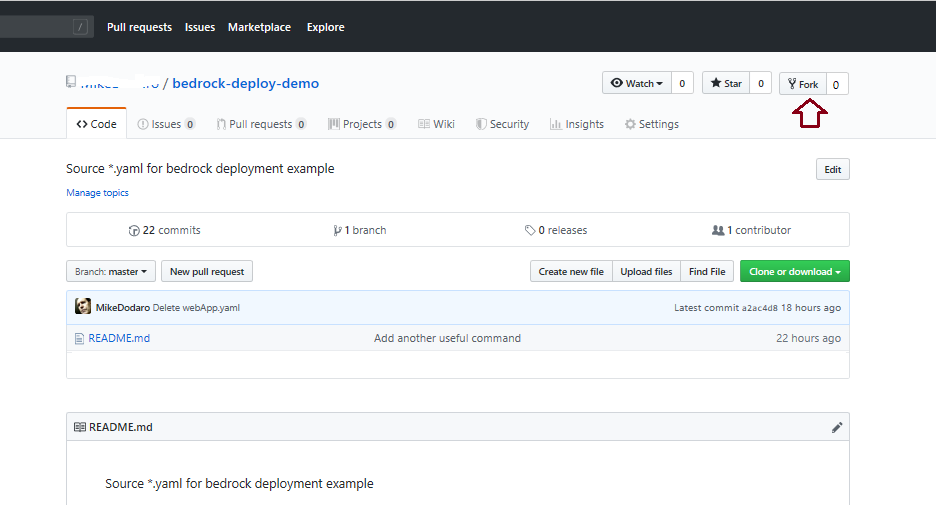 / Pull requests Issues Marketplace Explore
/ bedrock-deploy-demo Watch 0 Star 0 Fork 0
Code Issues 0 Pull requests 0 Projects 0 Wiki Security Insights Settings
Source *.yaml for bedrock deployment example Edit
Manage topics
22 commits 1 branch 0 releases 1 contributor
Branch: master New pull request Create new file Upload files Find File Clone or download
MikeDodaro Delete webApp.yaml Latest commit a2ac4d8 18 hours ago
README.md Add another useful command 22 hours ago
README.md
Source *.yaml for bedrock deployment example